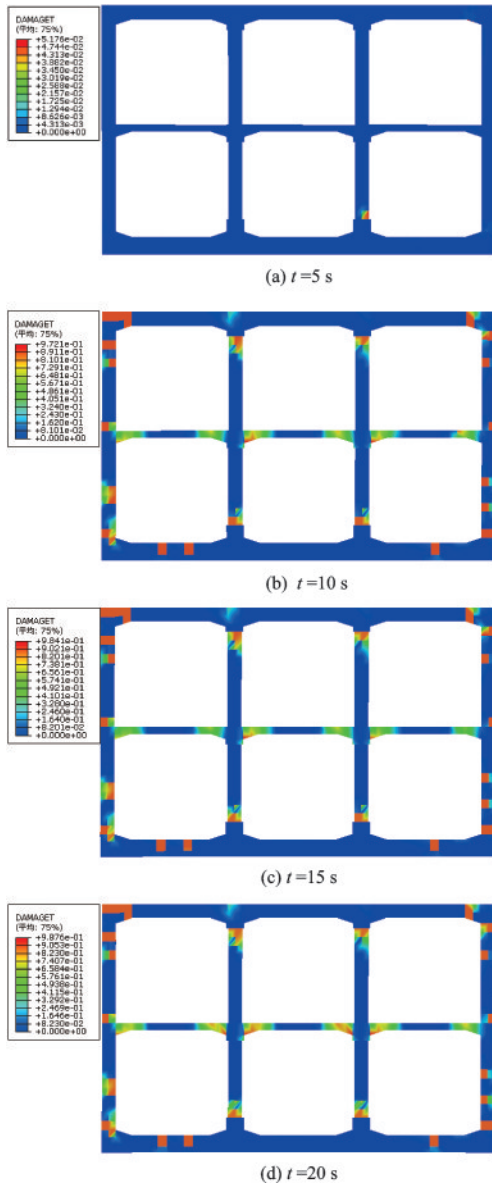 DAMAGET
(平均: 75%)
+5.176e-02
+4.744e-02
+4.313e-02
+3.882e-02
+3.450e-02
+3.019e-02
+2.588e-02
+2.157e-02
+1.725e-02
+1.294e-02
+8.626e-03
+4.313e-03
+0.000e+00
(a) t=5 s
DAMAGET
(平均: 75%)
+9.721e-01
+8.911e-01
+8.101e-01
+7.291e-01
+6.481e-01
+5.671e-01
+4.861e-01
+4.051e-01
+3.240e-01
+2.430e-01
+1.620e-01
+8.101e-02
+0.000e+00
(b) t=10 s
DAMAGET
(平均: 75%)
+9.841e-01
+9.021e-01
+8.201e-01
+7.381e-01
+6.561e-01
+5.741e-01
+4.921e-01
+4.101e-01
+3.280e-01
+2.460e-01
+1.640e-01
+8.201e-02
+0.000e+00
(c) t=15 s
DAMAGET
(平均: 75%)
+9.876e-01
+9.053e-01
+8.230e-01
+7.407e-01
+6.584e-01
+5.761e-01
+4.938e-01
+4.115e-01
+3.292e-01
+2.469e-01
+1.646e-01
+8.230e-02
+0.000e+00
(d) t=20 s